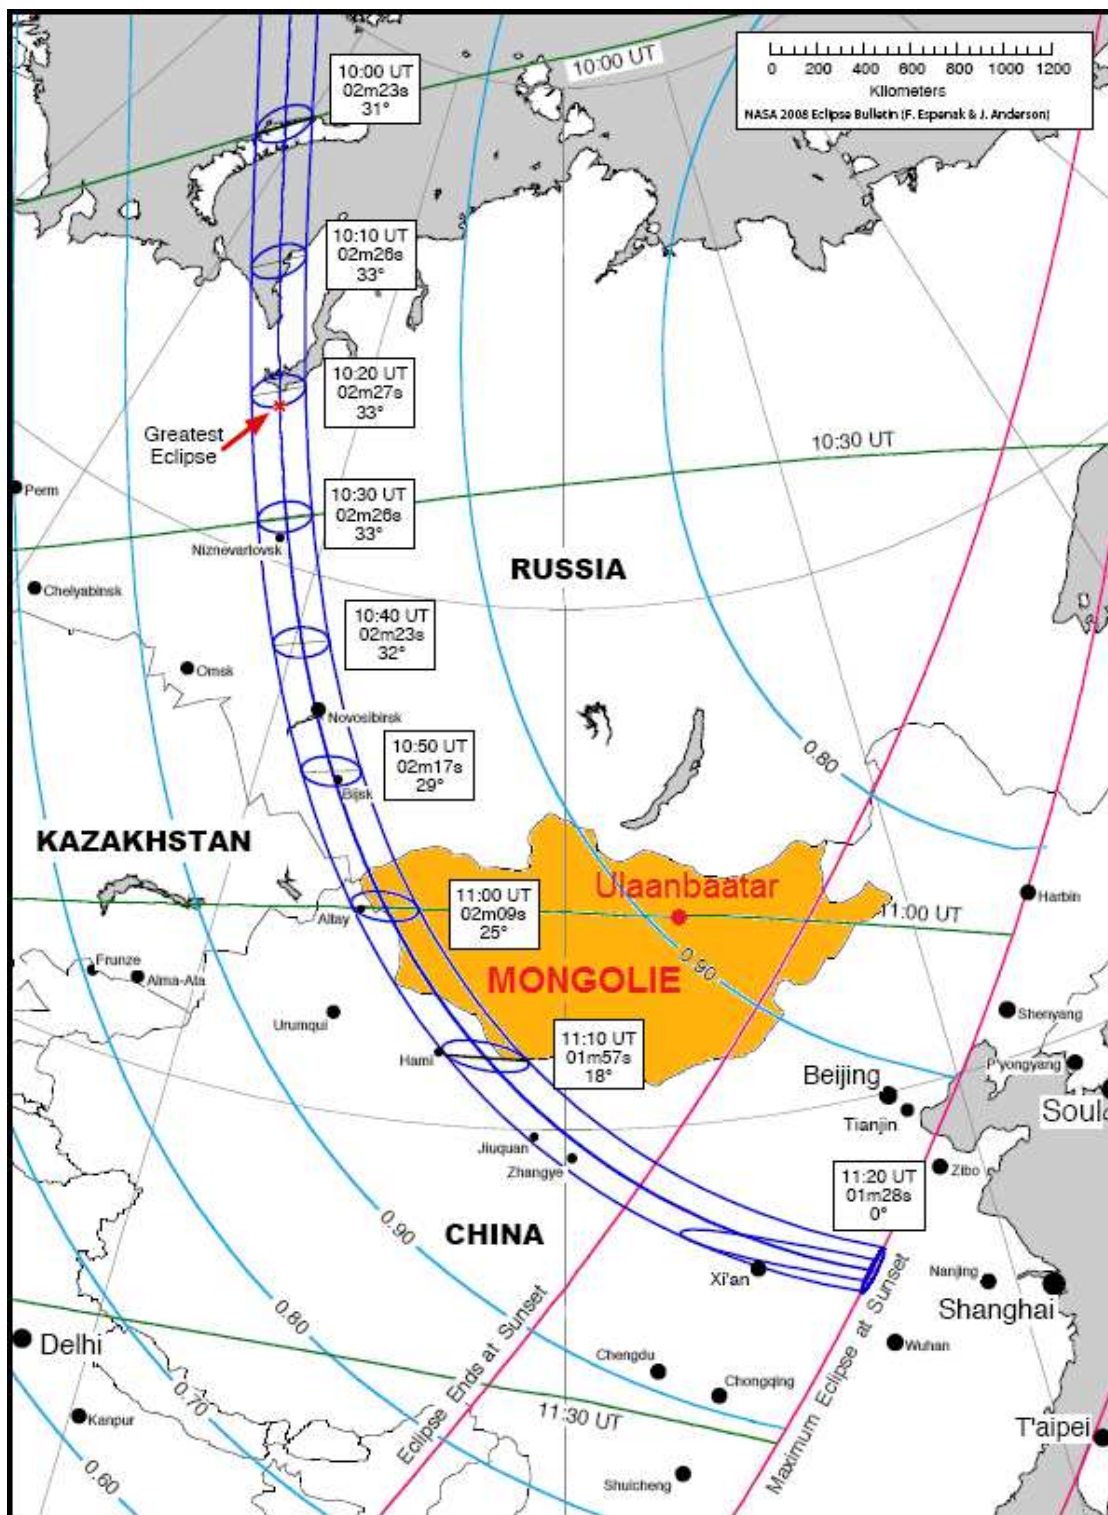 10:00 UT
02m23s
31°
10:00 UT
0 200 400 600 800 1000 1200
Kilometers
NASA 2008 Eclipse Bulletin (F. Espenak & J. Anderson)
10:10 UT
02m26s
33°
10:20 UT
02m27s
33°
Greatest
Eclipse
10:30 UT
Perm
10:30 UT
02m26s
33°
Niznevartovsk
RUSSIA
Chelyabinsk
10:40 UT
02m23s
32°
Omsk
Novosibirsk
10:50 UT
02m17s
29°
0.80
Bijsk
KAZAKHSTAN
Ulaanbaatar
11:00 UT
02m09s
25°
Altay
11:00 UT
Harbin
Frunze
Alma-Ata
0.90
MONGOLIE
Urumqui
Shenyang
11:10 UT
01m57s
18°
Hami
P'yongyang
Beijing
Soul
Tianjin
Jiuquan
Zhangye
Zibo
11:20 UT
01m28s
0°
0.90
CHINA
Xi'an
Nanjing
Shanghai
0.80
Delhi
Eclipse Ends at Sunset
Maximum Eclipse at Sunset
Wuhan
Chengdu
Chongqing
0.70
Kanpur
11:30 UT
T'aipei
0.60
Shuicheng